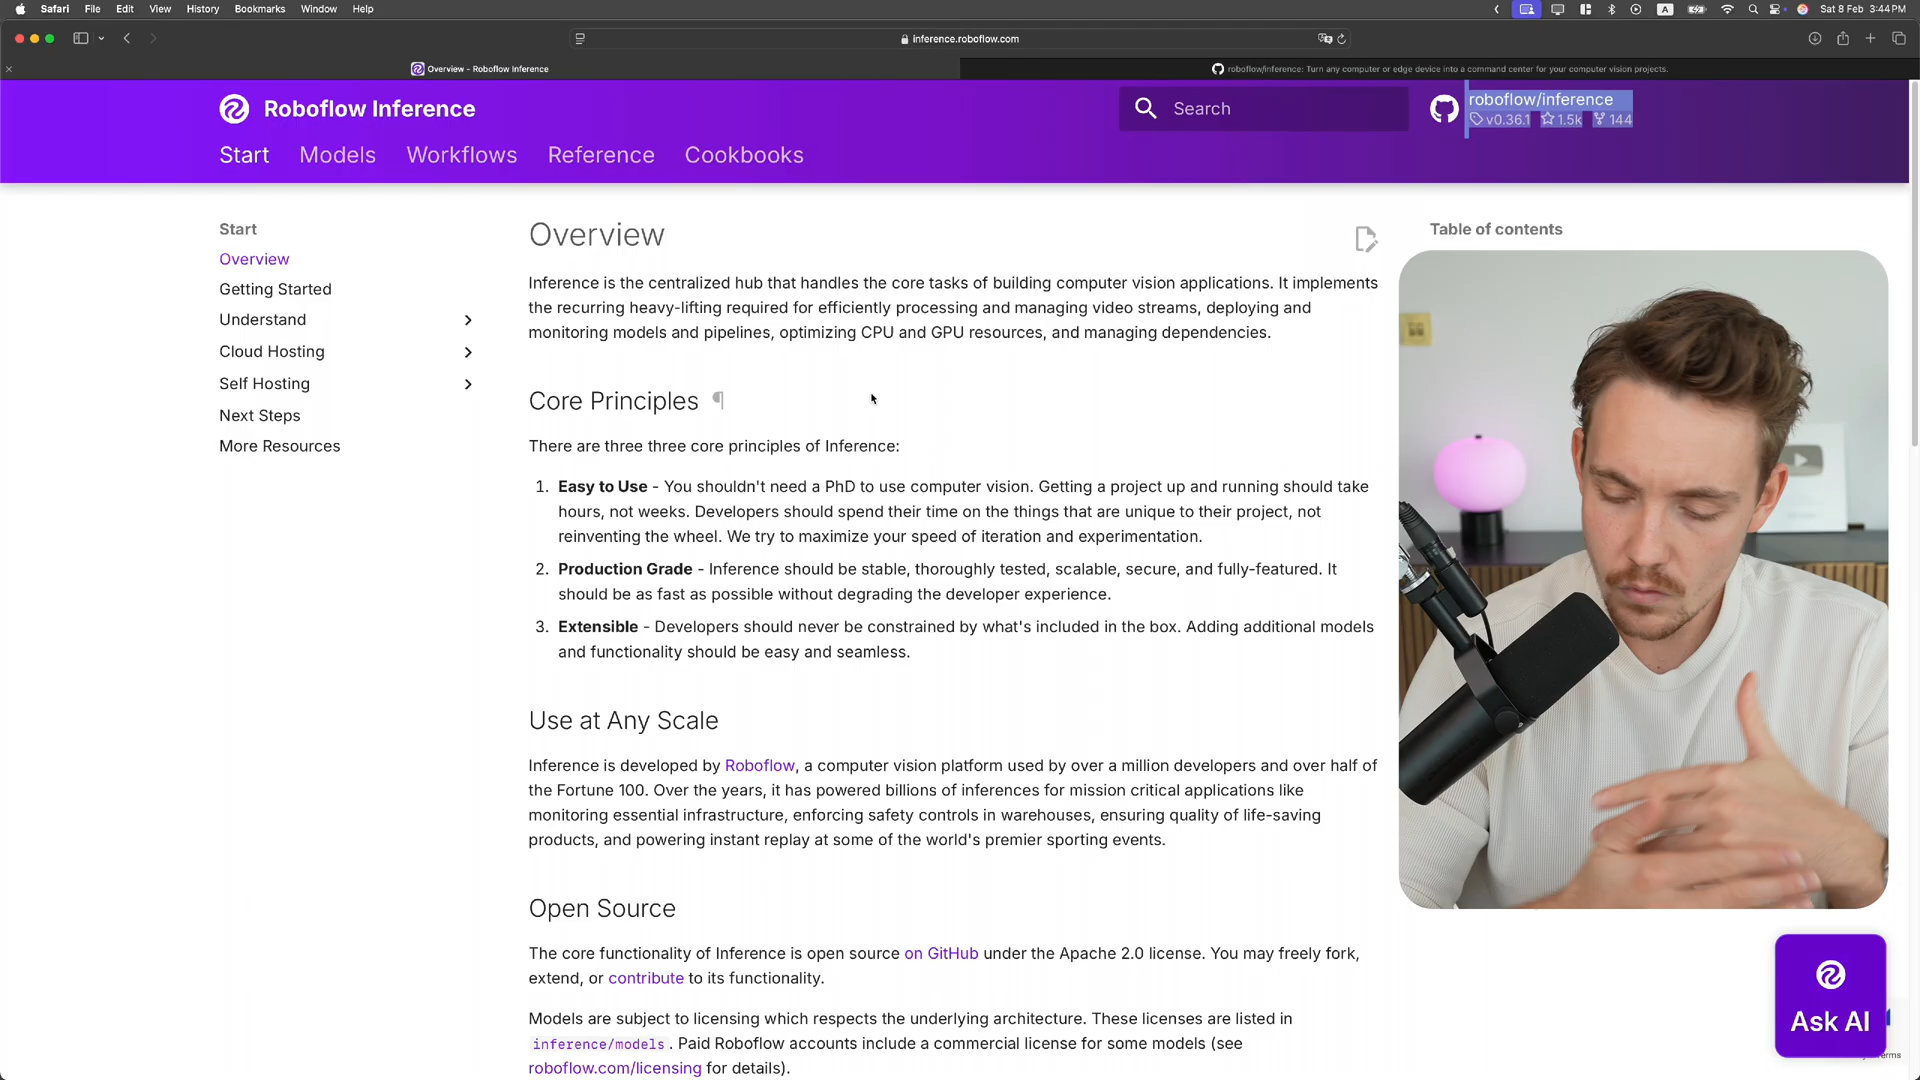 Safari File Edit View History Bookmarks Window Help
A
Sat 8 Feb 3:44 PM
inference.roboflow.com
Overview - Roboflow Inference
roboflow/inference: Turn any computer or edge device into a command center for your computer vision projects.
Roboflow Inference
Search
roboflow/inference
v0.36.1 1.5k 144
Start Models Workflows Reference Cookbooks
Start
Overview
Getting Started
Understand
Cloud Hosting
Self Hosting
Next Steps
More Resources
Overview
Inference is the centralized hub that handles the core tasks of building computer vision applications. It implements
the recurring heavy-lifting required for efficiently processing and managing video streams, deploying and
monitoring models and pipelines, optimizing CPU and GPU resources, and managing dependencies.
Core Principles ¶
There are three three core principles of Inference:
1. Easy to Use - You shouldn't need a PhD to use computer vision. Getting a project up and running should take
hours, not weeks. Developers should spend their time on the things that are unique to their project, not
reinventing the wheel. We try to maximize your speed of iteration and experimentation.
2. Production Grade - Inference should be stable, thoroughly tested, scalable, secure, and fully-featured. It
should be as fast as possible without degrading the developer experience.
3. Extensible - Developers should never be constrained by what's included in the box. Adding additional models
and functionality should be easy and seamless.
Use at Any Scale
Inference is developed by Roboflow, a computer vision platform used by over a million developers and over half of
the Fortune 100. Over the years, it has powered billions of inferences for mission critical applications like
monitoring essential infrastructure, enforcing safety controls in warehouses, ensuring quality of life-saving
products, and powering instant replay at some of the world's premier sporting events.
Open Source
The core functionality of Inference is open source on GitHub under the Apache 2.0 license. You may freely fork,
extend, or contribute to its functionality.
Models are subject to licensing which respects the underlying architecture. These licenses are listed in
inference/models. Paid Roboflow accounts include a commercial license for some models (see
roboflow.com/licensing for details).
Table of contents
Ask AI